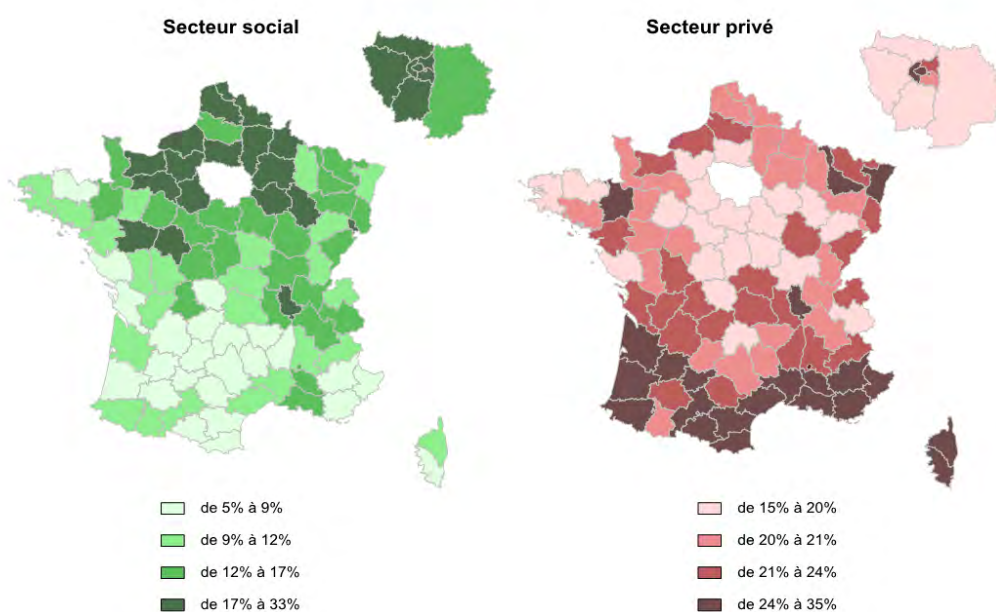 Secteur social
Secteur privé
de 5% à 9%
de 9% à 12%
de 12% à 17%
de 17% à 33%
de 15% à 20%
de 20% à 21%
de 21% à 24%
de 24% à 35%